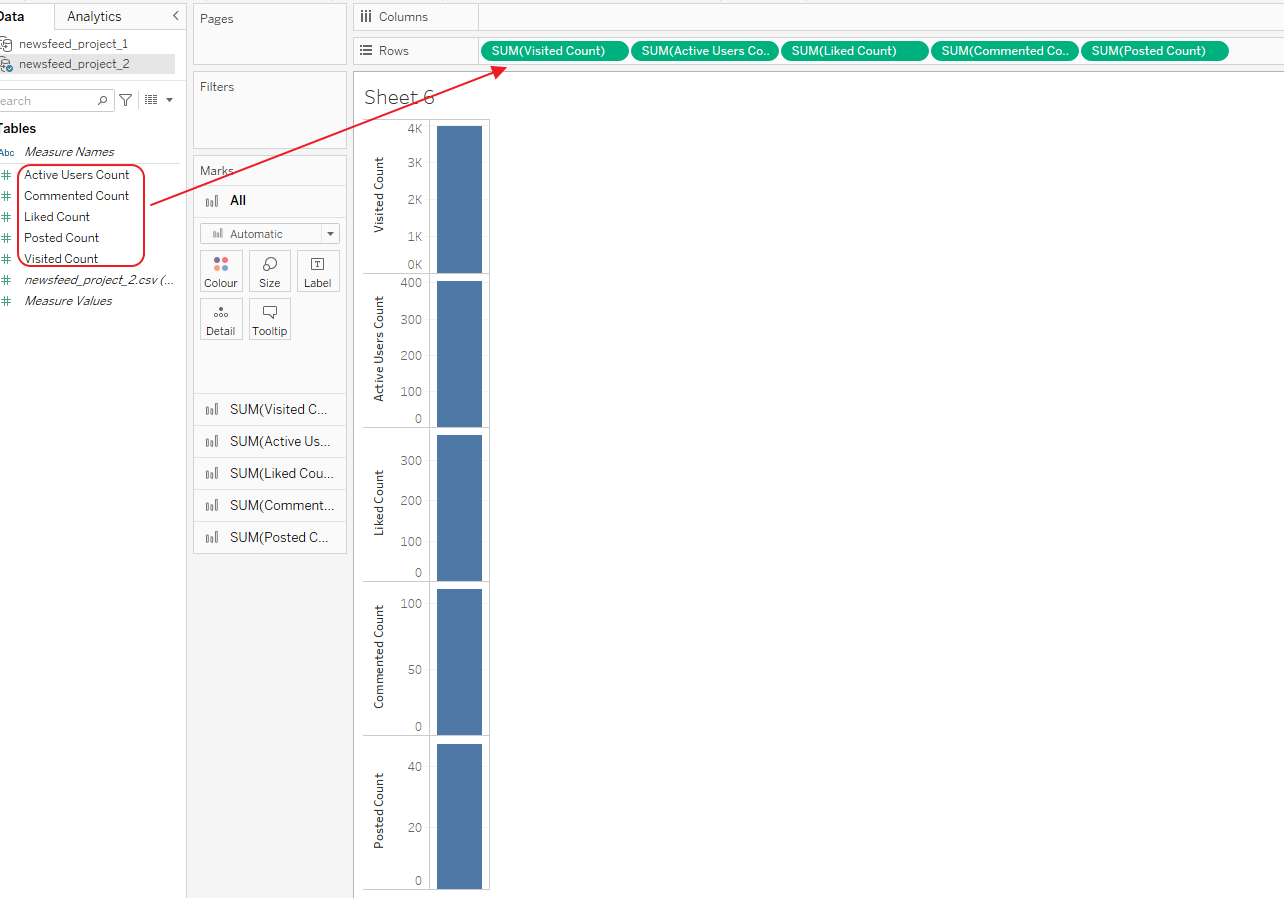 Data
Analytics
newsfeed_project_1
newsfeed_project_2
earch
Tables
Abc
Measure Names
Active Users Count
Commented Count
Liked Count
Posted Count
Visited Count
newsfeed_project_2.csv (...
Measure Values
Pages
Filters
Marks
All
Automatic
Colour
Size
Label
Detail
Tooltip
SUM(Visited C...
SUM(Active Us...
SUM(Liked Cou...
SUM(Comment...
SUM(Posted C...
Columns
Rows
SUM(Visited Count)
SUM(Active Users Co..
SUM(Liked Count)
SUM(Commented Co..
SUM(Posted Count)
Sheet 6
Visited Count
4K
3K
2K
1K
0K
Active Users Count
400
300
200
100
0
Liked Count
300
200
100
0
Commented Count
100
50
0
Posted Count
40
20
0